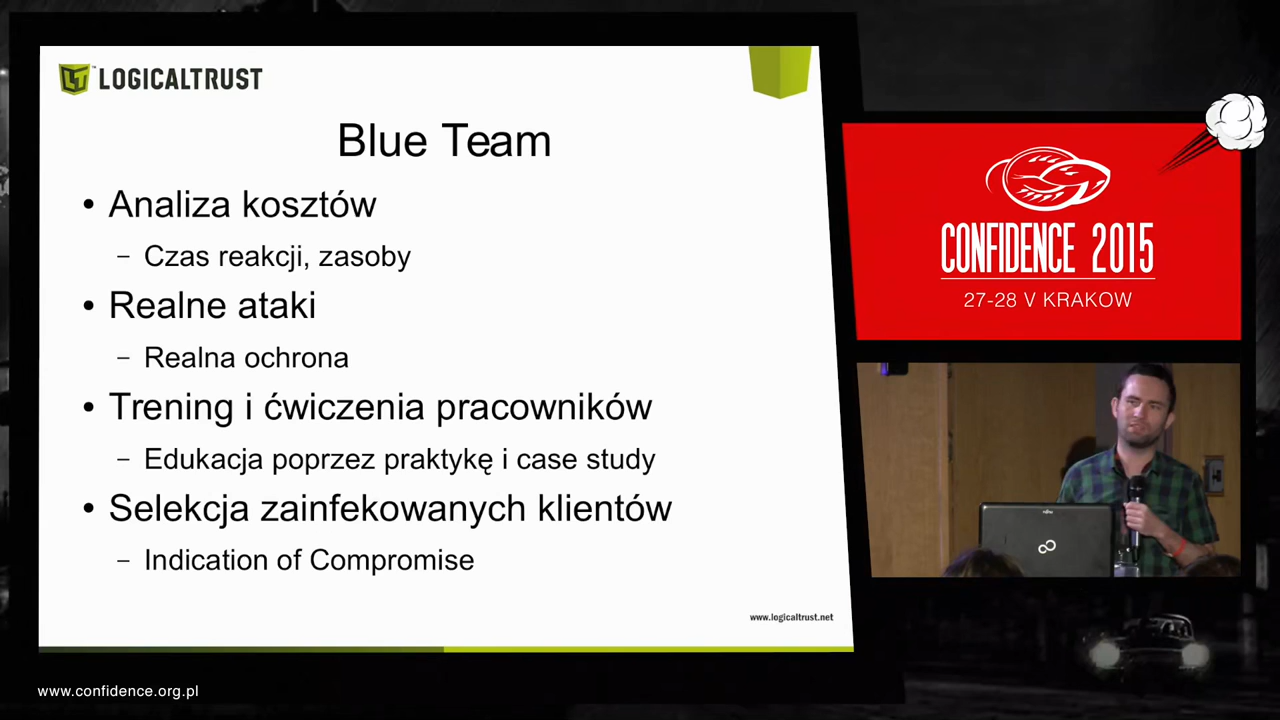 LOGICALTRUST
Blue Team
• Analiza kosztów
– Czas reakcji, zasoby
• Realne ataki
– Realna ochrona
• Trening i ćwiczenia pracowników
– Edukacja poprzez praktykę i case study
• Selekcja zainfekowanych klientów
– Indication of Compromise
www.logicaltrust.net
CONFIDENCE 2015
27-28 V KRAKOW
www.confidence.org.pl